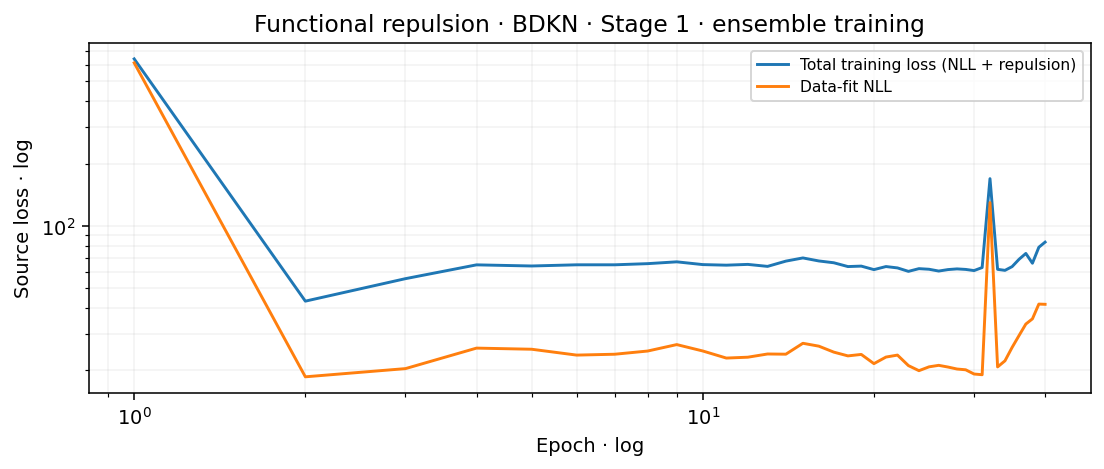 Functional repulsion · BDKN · Stage 1 · ensemble training
Total training loss (NLL + repulsion)
Data-fit NLL
Source loss · log
10²
10⁰
10¹
Epoch · log